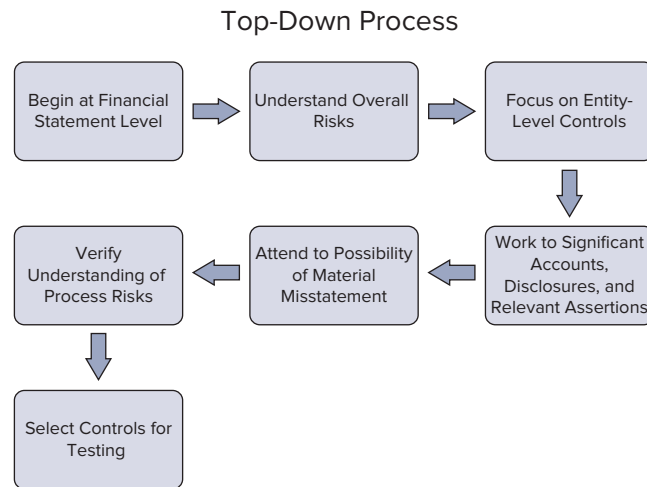 Top-Down Process
Begin at Financial
Statement Level
Understand Overall
Risks
Focus on Entity-
Level Controls
Work to Significant
Accounts,
Disclosures, and
Relevant Assertions
Attend to Possibility
of Material
Misstatement
Verify
Understanding of
Process Risks
Select Controls for
Testing